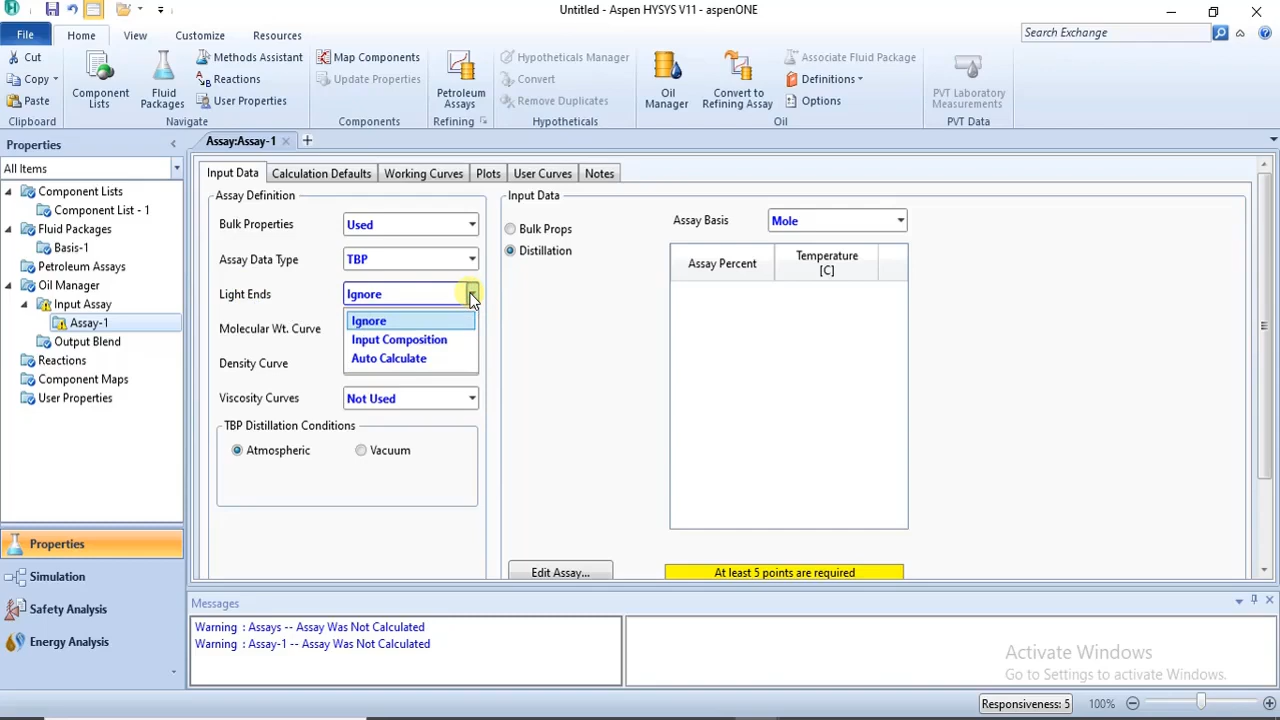 Untitled - Aspen HYSYS V11 - aspenONE
File
Home
View
Customize
Resources
Search Exchange
Cut
Copy
Paste
Clipboard
Component Lists
Fluid Packages
Methods Assistant
Reactions
User Properties
Navigate
Map Components
Update Properties
Components
Petroleum Assays
Refining
Hypotheticals Manager
Convert
Remove Duplicates
Hypotheticals
Oil Manager
Convert to Refining Assay
Associate Fluid Package
Definitions
Options
Oil
PVT Laboratory Measurements
PVT Data
Properties
All Items
Component Lists
Component List - 1
Fluid Packages
Basis-1
Petroleum Assays
Oil Manager
Input Assay
Assay-1
Output Blend
Reactions
Component Maps
User Properties
Properties
Simulation
Safety Analysis
Energy Analysis
Assay:Assay-1
Input Data
Calculation Defaults
Working Curves
Plots
User Curves
Notes
Assay Definition
Bulk Properties
Used
Assay Data Type
TBP
Light Ends
Ignore
Ignore
Input Composition
Auto Calculate
Molecular Wt. Curve
Density Curve
Viscosity Curves
Not Used
TBP Distillation Conditions
Atmospheric
Vacuum
Input Data
Bulk Props
Distillation
Assay Basis
Mole
Assay Percent
Temperature
[C]
Edit Assay...
At least 5 points are required
Messages
Warning : Assays -- Assay Was Not Calculated
Warning : Assay-1 -- Assay Was Not Calculated
Activate Windows
Go to Settings to activate Windows.
Responsiveness: 5
100%